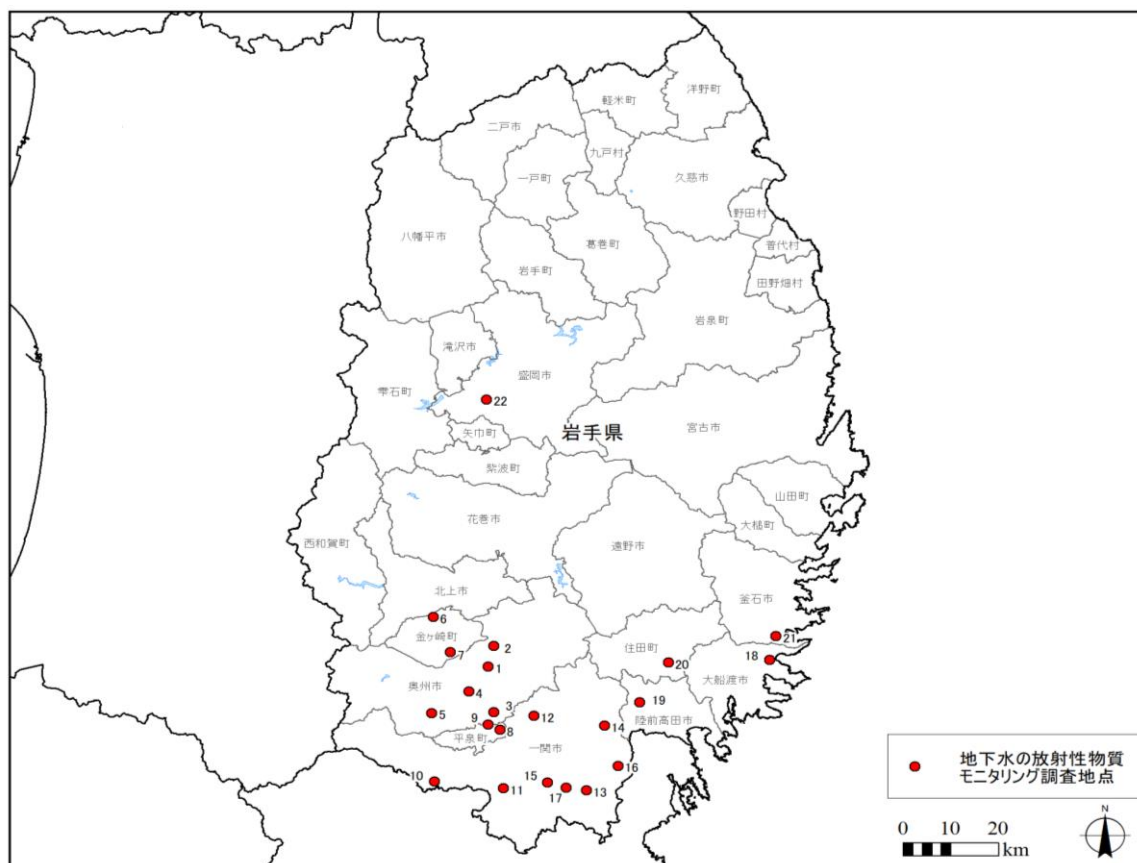 洋野町
軽米町
二戸市
九戸村
一戸町
久慈市
野田村
普代村
八幡平市
葛巻町
岩手町
田野畑村
岩泉町
滝沢市
盛岡市
雫石町
22
宮古市
矢巾町
岩手県
紫波町
山田町
大槌町
花巻市
遠野市
西和賀町
北上市
釜石市
6
金ケ崎町
7
2
1
住田町
20
21
18
大船渡市
奥州市
4
5
3
9
8
平泉町
12
一関市
14
19
陸前高田市
16
10
11
15
17
13
地下水の放射性物質
モニタリング調査地点
N
0 10 20
km